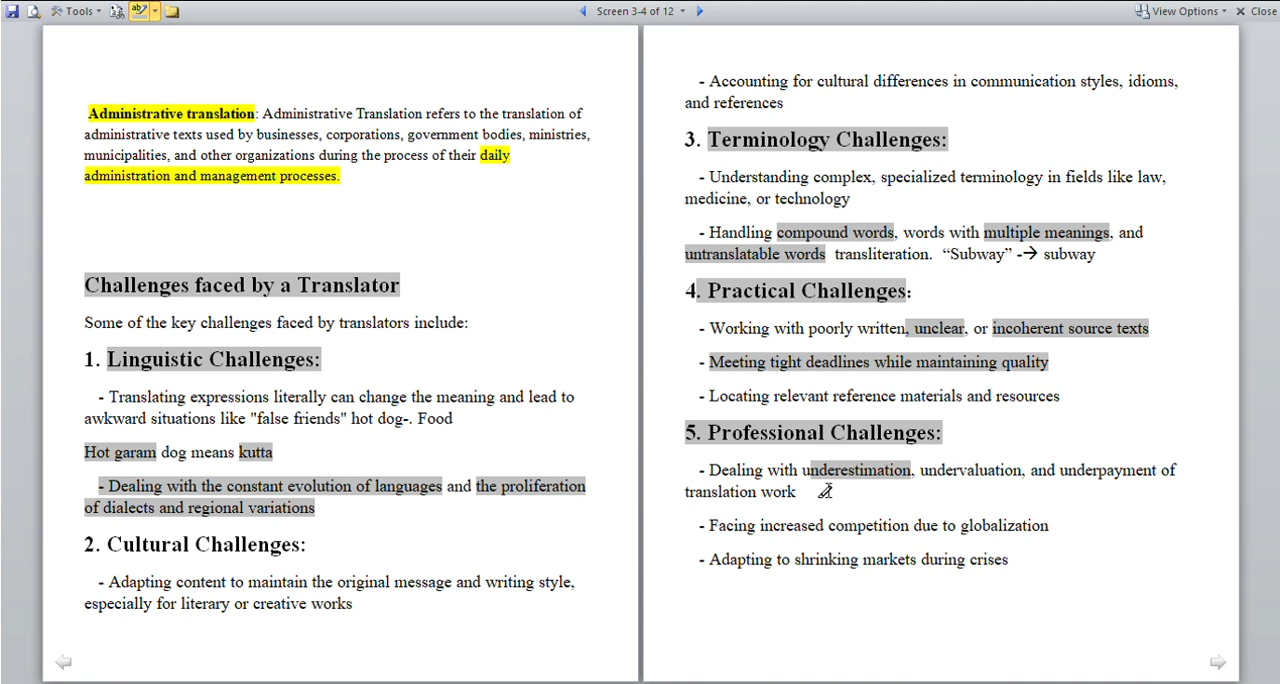 Tools
Screen 3-4 of 12
View Options
Close
Administrative translation: Administrative Translation refers to the translation of
administrative texts used by businesses, corporations, government bodies, ministries,
municipalities, and other organizations during the process of their daily
administration and management processes.
Challenges faced by a Translator
Some of the key challenges faced by translators include:
1. Linguistic Challenges:
- Translating expressions literally can change the meaning and lead to
awkward situations like "false friends" hot dog-. Food
Hot garam dog means kutta
- Dealing with the constant evolution of languages and the proliferation
of dialects and regional variations
2. Cultural Challenges:
- Adapting content to maintain the original message and writing style,
especially for literary or creative works
- Accounting for cultural differences in communication styles, idioms,
and references
3. Terminology Challenges:
- Understanding complex, specialized terminology in fields like law,
medicine, or technology
- Handling compound words, words with multiple meanings, and
untranslatable words transliteration. “Subway” -→ subway
4. Practical Challenges:
- Working with poorly written, unclear, or incoherent source texts
- Meeting tight deadlines while maintaining quality
- Locating relevant reference materials and resources
5. Professional Challenges:
- Dealing with underestimation, undervaluation, and underpayment of
translation work
- Facing increased competition due to globalization
- Adapting to shrinking markets during crises